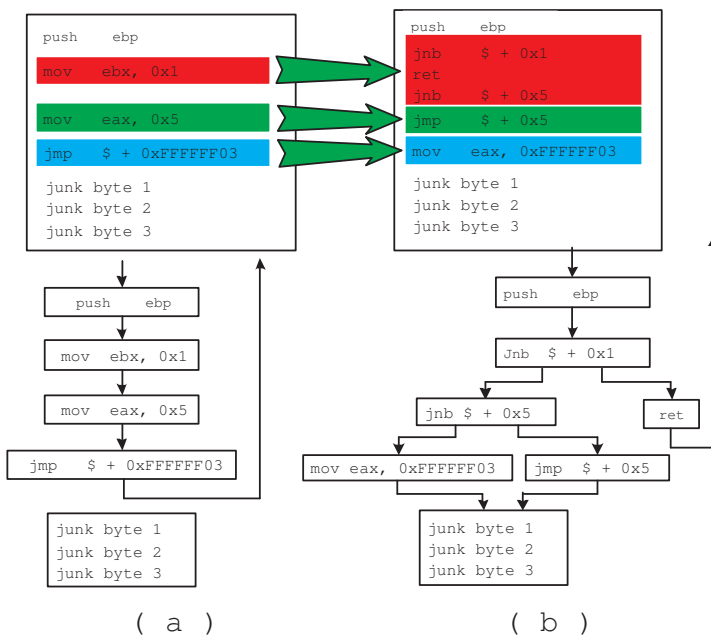 push ebp
mov ebx, 0x1
mov eax, 0x5
jmp $ + 0xFFFFFF03
junk byte 1
junk byte 2
junk byte 3
push ebp
mov ebx, 0x1
mov eax, 0x5
jmp $ + 0xFFFFFF03
junk byte 1
junk byte 2
junk byte 3
( a )
push ebp
jnb $ + 0x1
ret
jnb $ + 0x5
jmp $ + 0x5
mov eax, 0xFFFFFF03
junk byte 1
junk byte 2
junk byte 3
push ebp
Jnb $ + 0x1
jnb $ + 0x5
ret
mov eax, 0xFFFFFF03
jmp $ + 0x5
junk byte 1
junk byte 2
junk byte 3
( b )